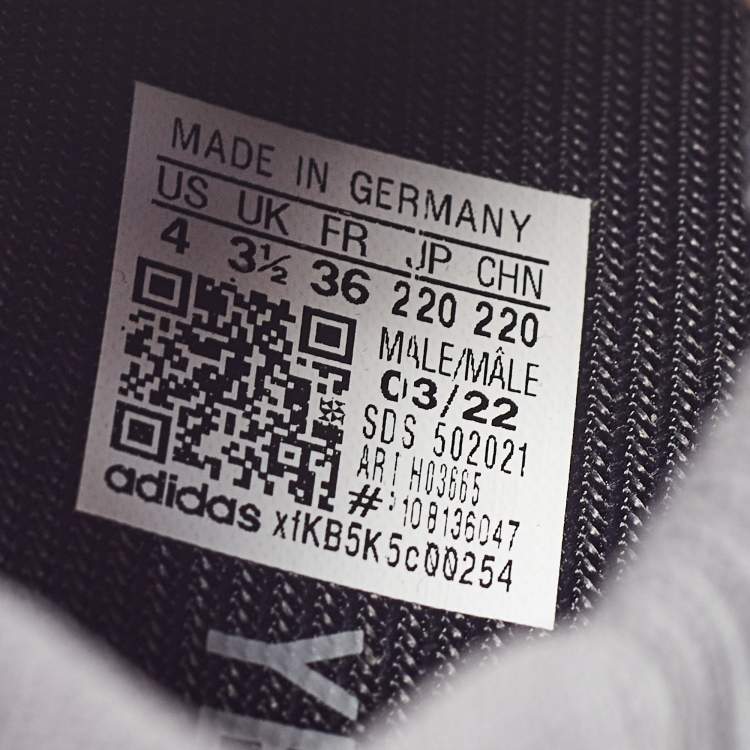 MADE IN GERMANY
US UK FR JP CHN
4 3½ 36 220 220
MALE/MÂLE
03/22
SDS 502021
ART H03665
adidas
xfKB5K5c00254